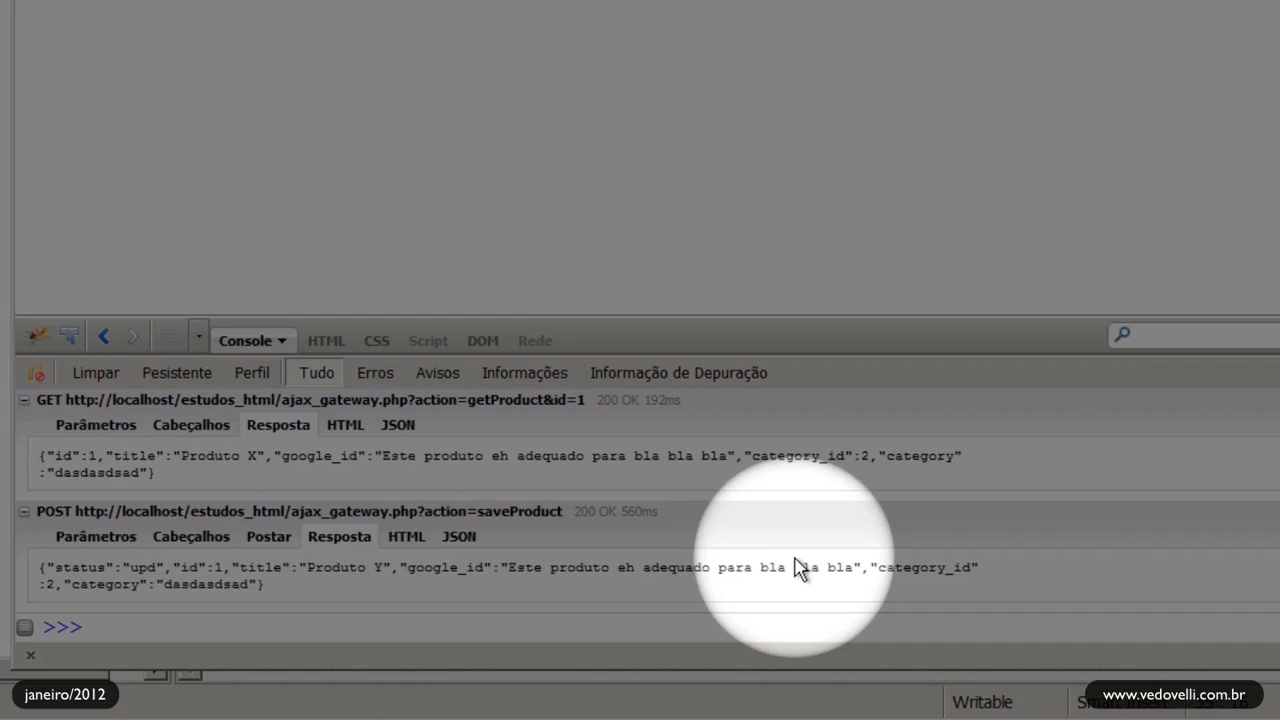 Console HTML CSS Script DOM Rede
Limpar Pesistente Perfil Tudo Erros Avisos Informações Informação de Depuração
GET http://localhost/estudos_html/ajax_gateway.php?action=getProduct&id=1 200 OK 192ms
Parâmetros Cabeçalhos Resposta HTML JSON
{"id":1,"title":"Produto X","google_id":"Este produto eh adequado para bla bla bla","category_id":2,"category"
:"dasdasdsad"}
POST http://localhost/estudos_html/ajax_gateway.php?action=saveProduct 200 OK 560ms
Parâmetros Cabeçalhos Postar Resposta HTML JSON
{"status":"upd","id":1,"title":"Produto Y","google_id":"Este produto eh adequado para bla bla bla","category_id"
:2,"category":"dasdasdsad"}
>>>
janeiro/2012 Writable www.vedovelli.com.br